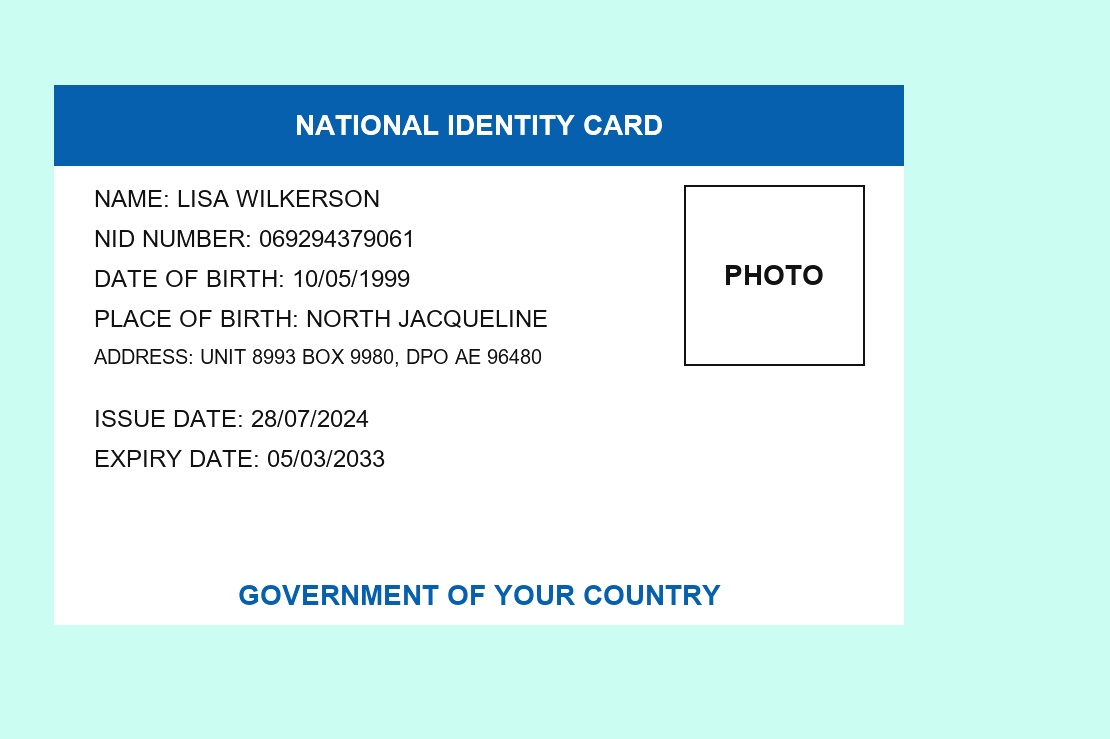 NATIONAL IDENTITY CARD
NAME: LISA WILKERSON
NID NUMBER: 069294379061
DATE OF BIRTH: 10/05/1999
PLACE OF BIRTH: NORTH JACQUELINE
ADDRESS: UNIT 8993 BOX 9980, DPO AE 96480
PHOTO
ISSUE DATE: 28/07/2024
EXPIRY DATE: 05/03/2033
GOVERNMENT OF YOUR COUNTRY